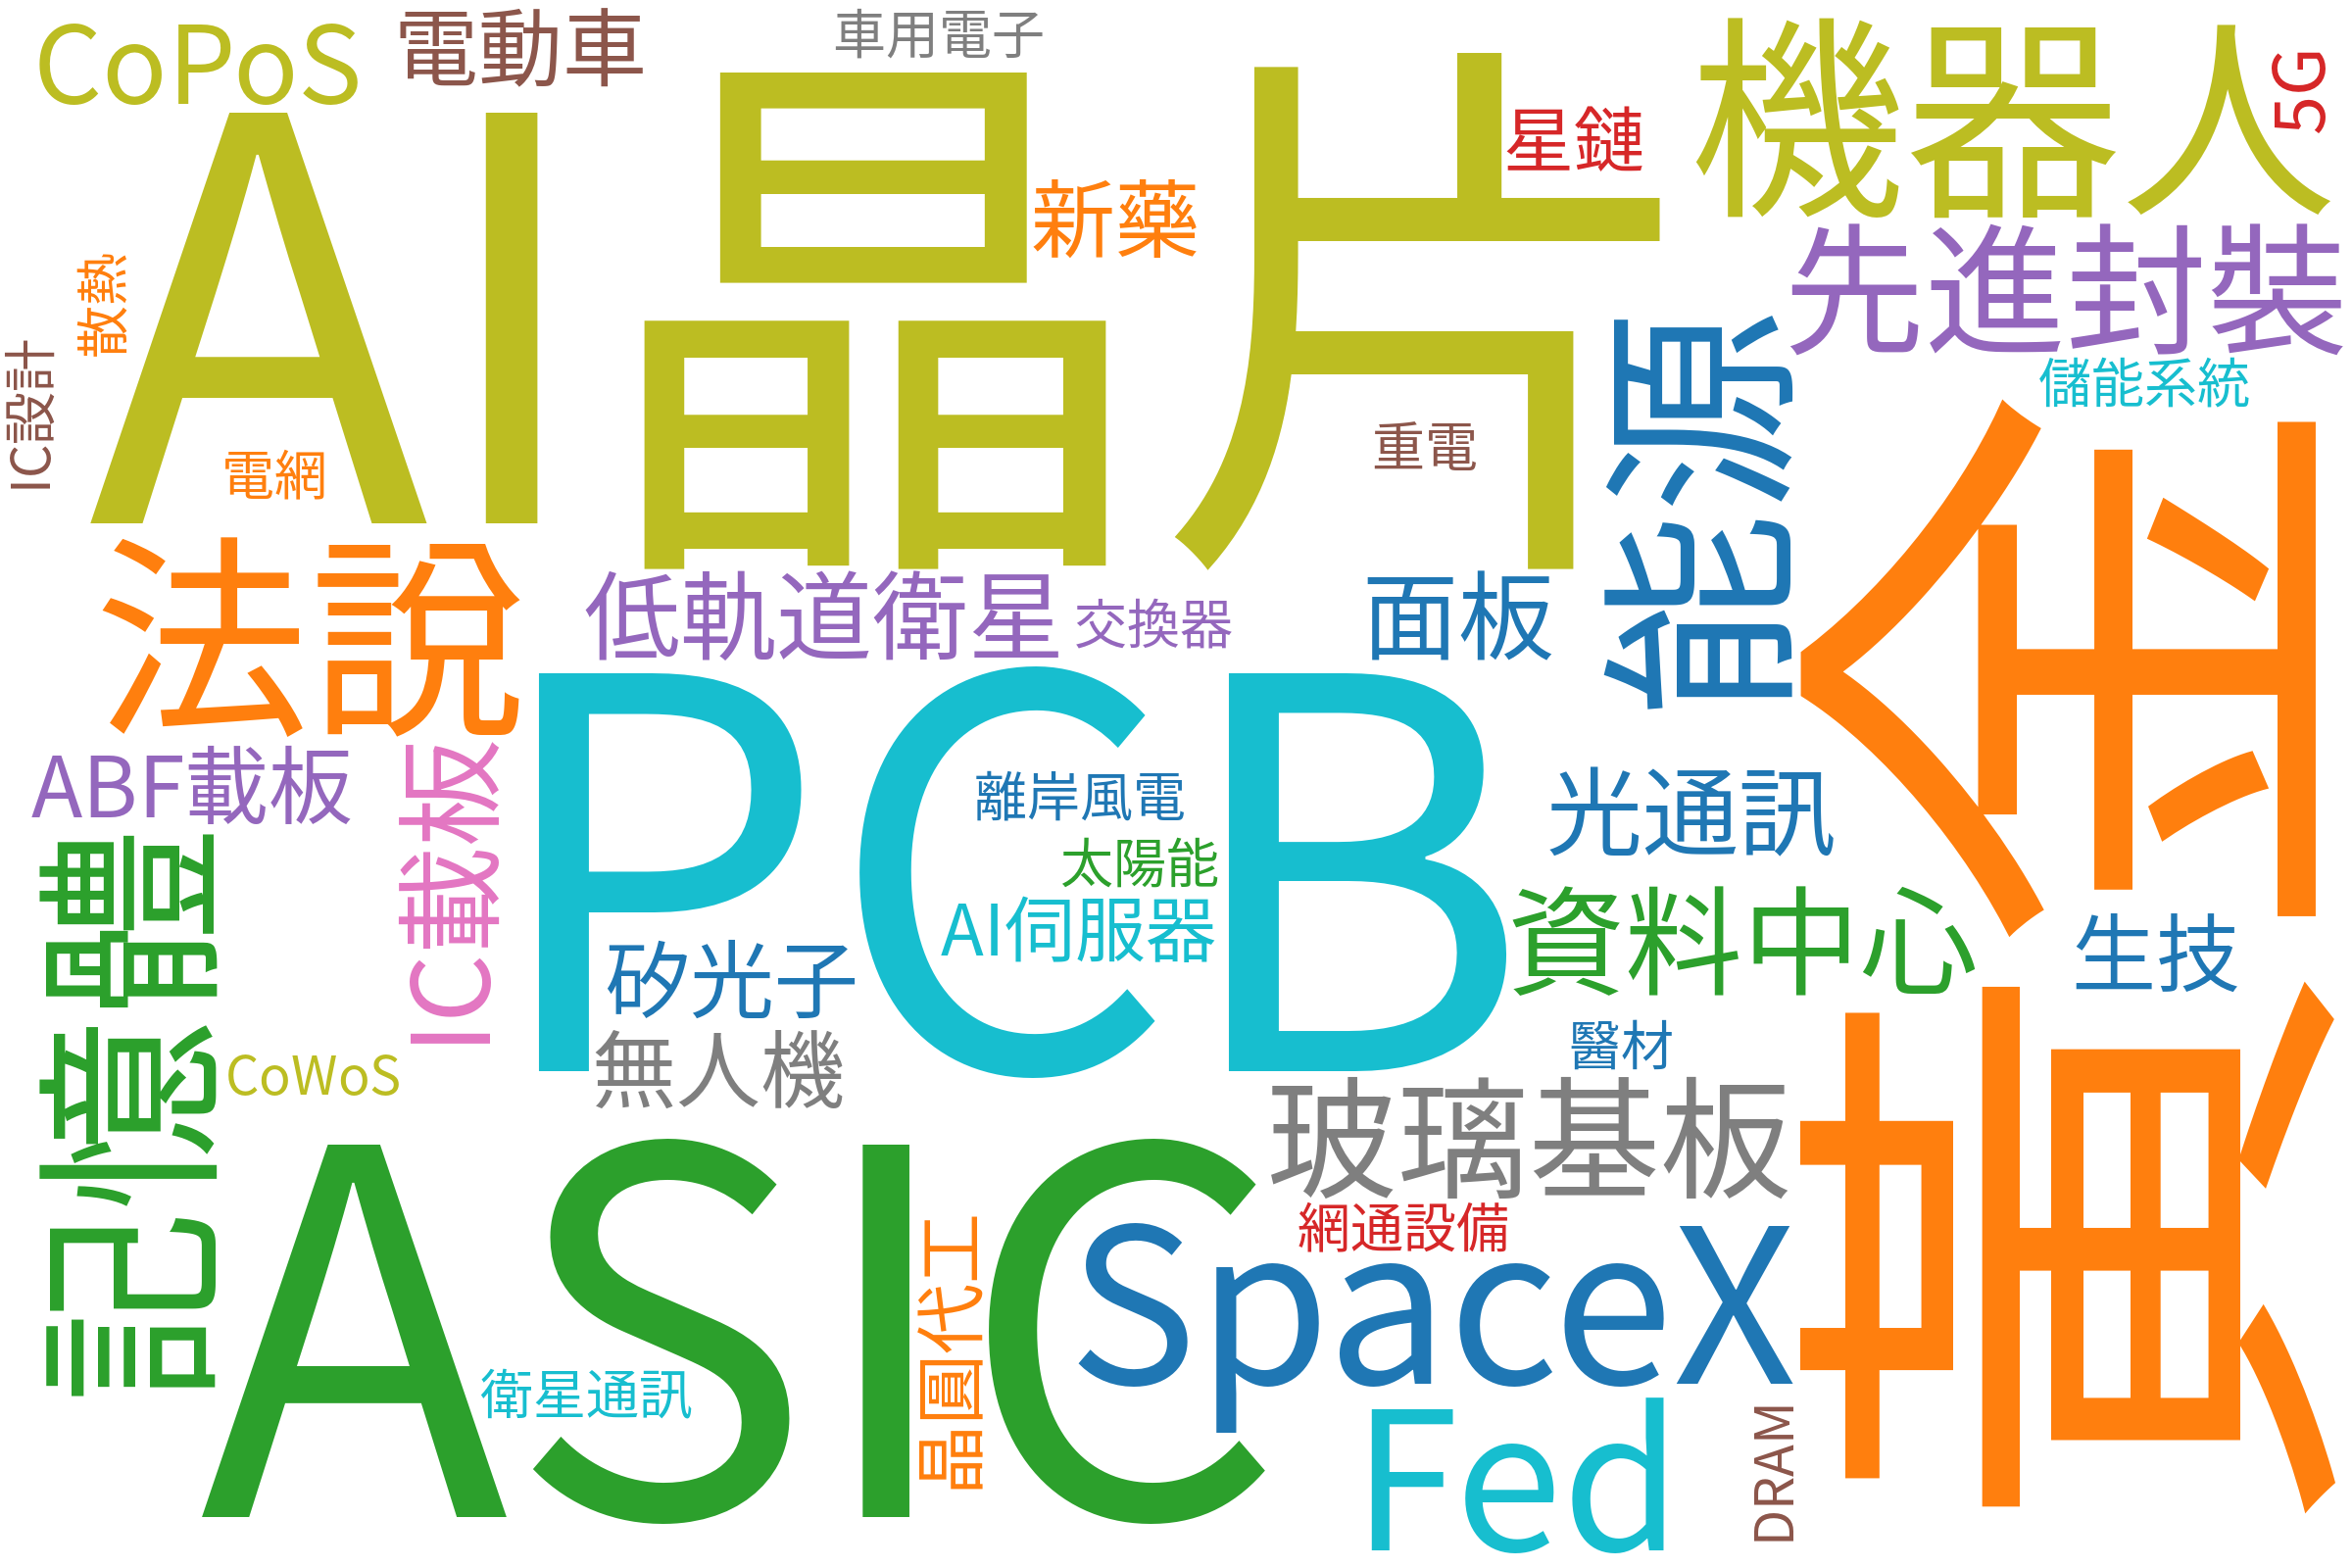 CoPoS
電動車
車用電子
AI晶片
星鏈
機器人
5G
新藥
先進封裝
散熱
IC設計
電網
重電
能源
儲能系統
金融
法說
低軌道衛星
交換器
面板
PCB
ABF載板
IC載板
離岸風電
太陽能
AI伺服器
光通訊
資料中心
生技
記憶體
矽光子
無人機
CoWoS
醫材
玻璃基板
ASIC
網通設備
SpaceX
晶圓代工
衛星通訊
Fed
DRAM